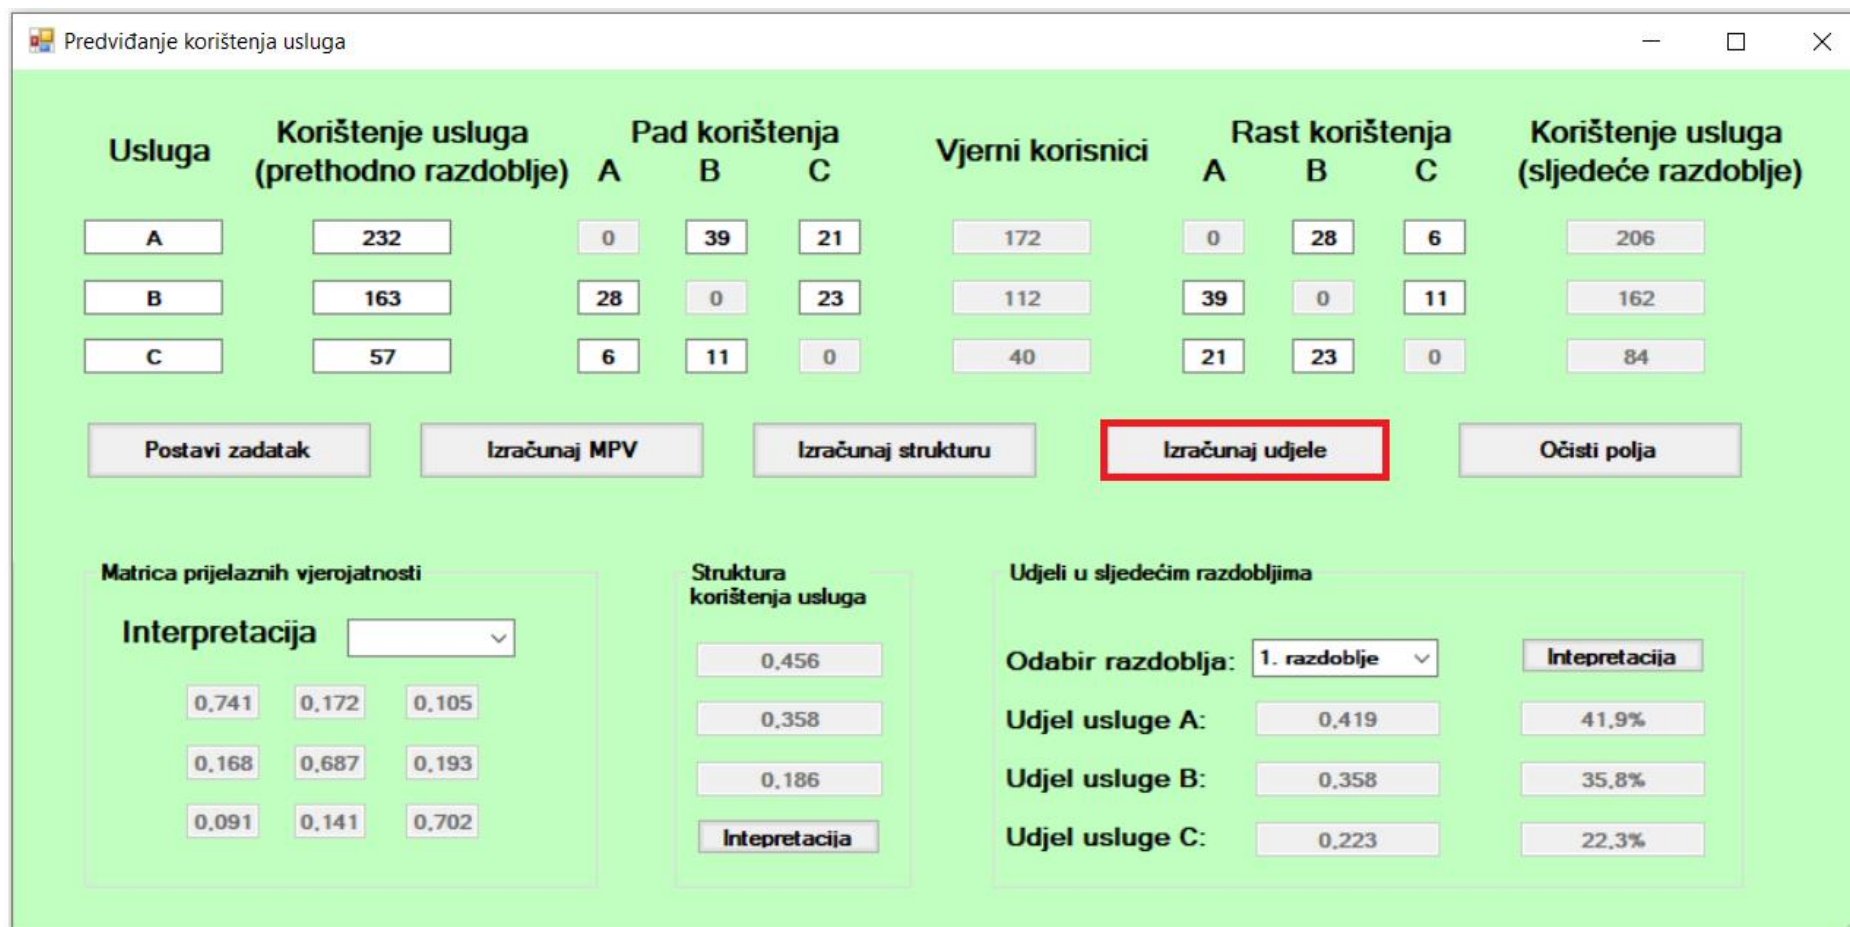 Predviđanje korištenja usluga
Usluga Korištenje usluga (prethodno razdoblje) Pad korištenja Vjerni korisnici Rast korištenja Korištenje usluga (sljedeće razdoblje)
A B C A B C
A 232 0 39 21 172 0 28 6 206
B 163 28 0 23 112 39 0 11 162
C 57 6 11 0 40 21 23 0 84
Postavi zadatak Izračunaj MPV Izračunaj strukturu Izračunaj udjele Očisti polja
Matrica prijelaznih vjerojatnosti
Interpretacija
0,741 0,172 0,105
0,168 0,687 0,193
0,091 0,141 0,702
Struktura
korištenja usluga
0,456
0,358
0,186
Intepretacija
Udjeli u sljedećim razdobljima
Odabir razdoblja: 1. razdoblje Intepretacija
Udjel usluge A: 0,419 41,9%
Udjel usluge B: 0,358 35,8%
Udjel usluge C: 0,223 22,3%